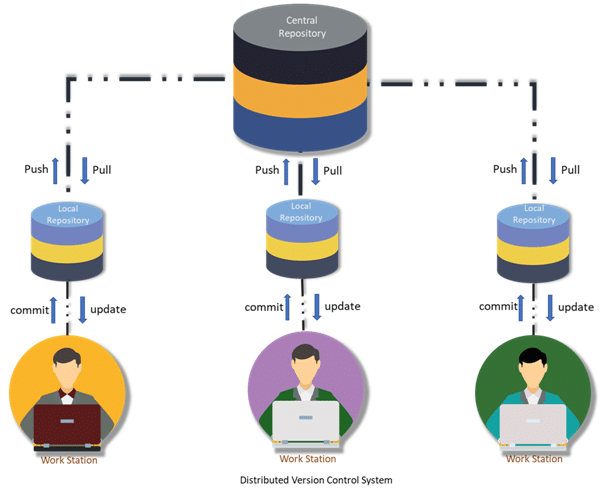 Central
Repository
Push
Pull
Push
Pull
Push
Pull
Local
Repository
Local
Repository
Local
Repository
commit
update
commit
update
commit
update
Work Station
Work Station
Work Station
Distributed Version Control System